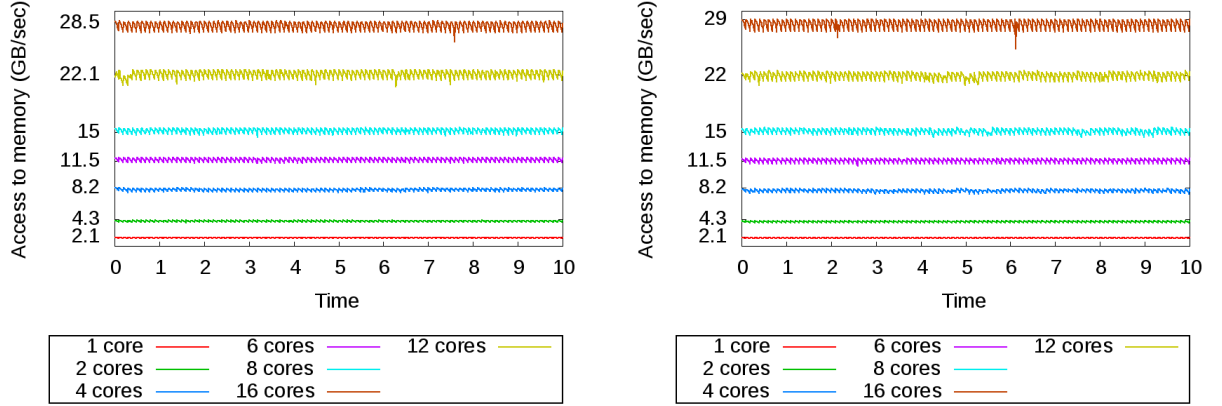 Access to memory (GB/sec)
28.5
22.1
15
11.5
8.2
4.3
2.1
0 1 2 3 4 5 6 7 8 9 10
Time
1 core 6 cores 12 cores
2 cores 8 cores
4 cores 16 cores
Access to memory (GB/sec)
29
22
15
11.5
8.2
4.3
2.1
0 1 2 3 4 5 6 7 8 9 10
Time
1 core 6 cores 12 cores
2 cores 8 cores
4 cores 16 cores